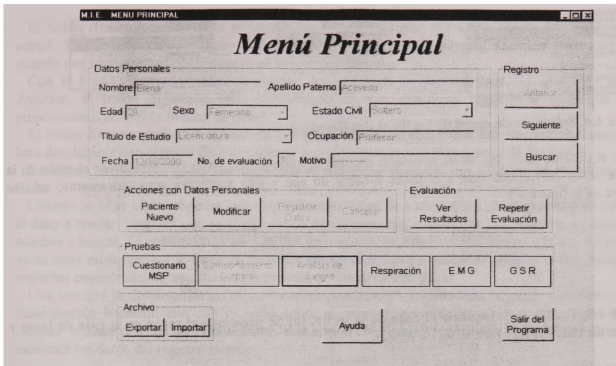 M.I.E. MENU PRINCIPAL
Menú Principal
Datos Personales
Nombre Elena Apellido Paterno Acevedo
Edad 28 Sexo Femenino Estado Civil Soltero
Título de Estudio Licenciatura Ocupación Profesor
Fecha 12/10/2000 No. de evaluación Motivo
Registro
Anterior
Siguiente
Buscar
Acciones con Datos Personales
Paciente
Nuevo
Modificar
Registrar
Datos
Cancelar
Evaluación
Ver
Resultados
Repetir
Evaluación
Pruebas
Cuestionario
MSP
Comportamiento
Corporal
Análisis de
Sangre
Respiración
E M G
G S R
Archivo
Exportar Importar
Ayuda
Salir del
Programa